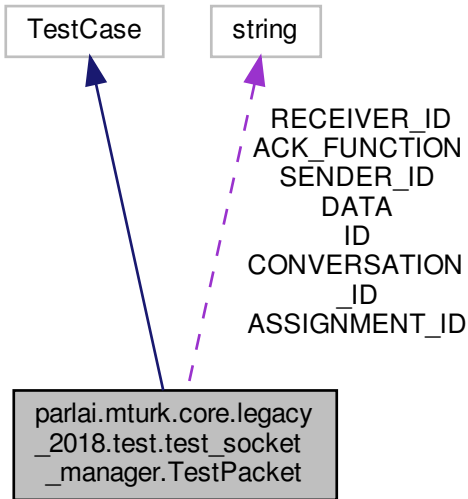 TestCase
string
RECEIVER_ID
ACK_FUNCTION
SENDER_ID
DATA
ID
CONVERSATION
_ID
ASSIGNMENT_ID
parlai.mturk.core.legacy
_2018.test.test_socket
_manager.TestPacket